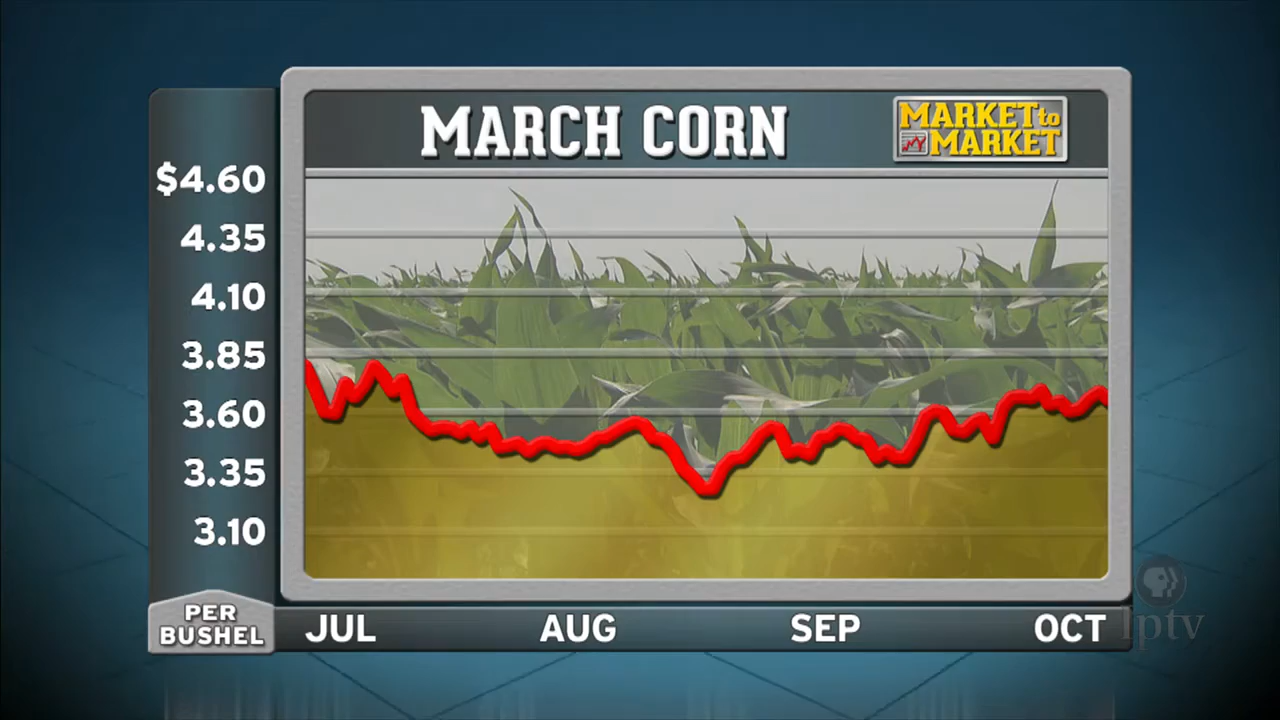 MARCH CORN
MARKET to
MARKET
$4.60
4.35
4.10
3.85
3.60
3.35
3.10
PER
BUSHEL
JUL AUG SEP OCT
iptv